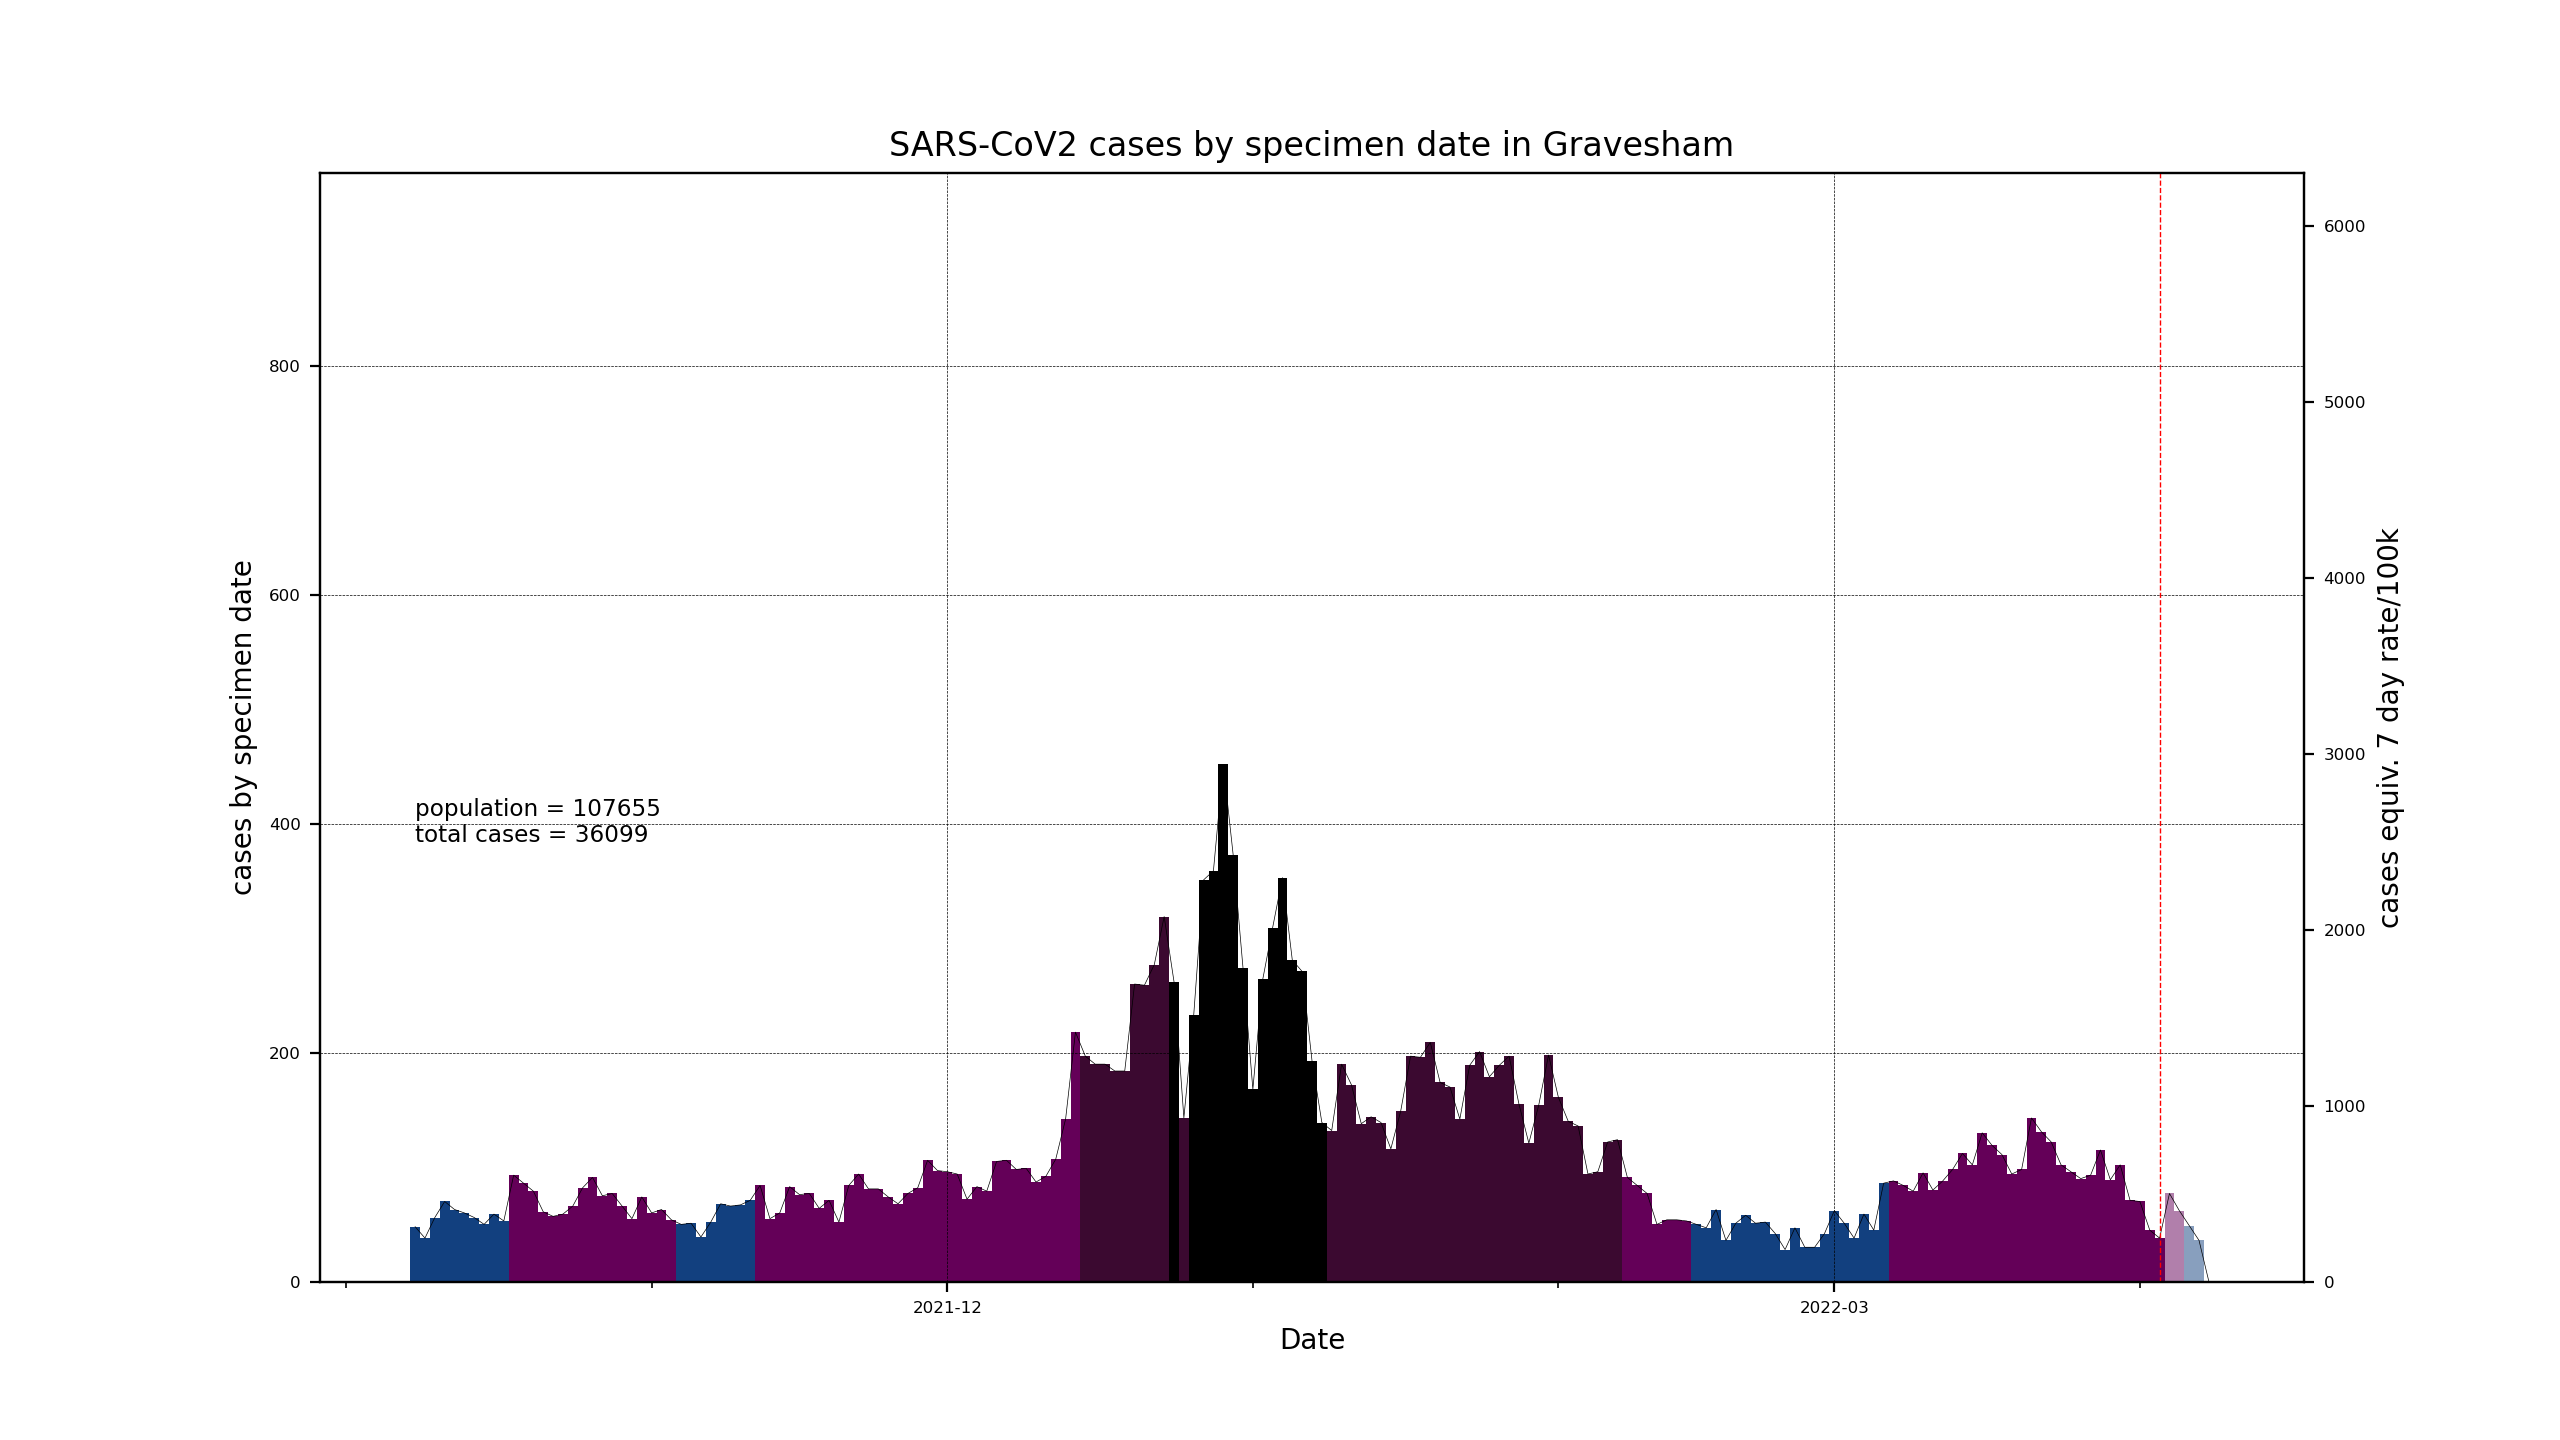 SARS-CoV2 cases by specimen date in Gravesham
cases by specimen date
800
600
400
200
0
population = 107655
total cases = 36099
6000
5000
4000
3000
2000
1000
0
cases equiv. 7 day rate/100k
2021-12
2022-03
Date